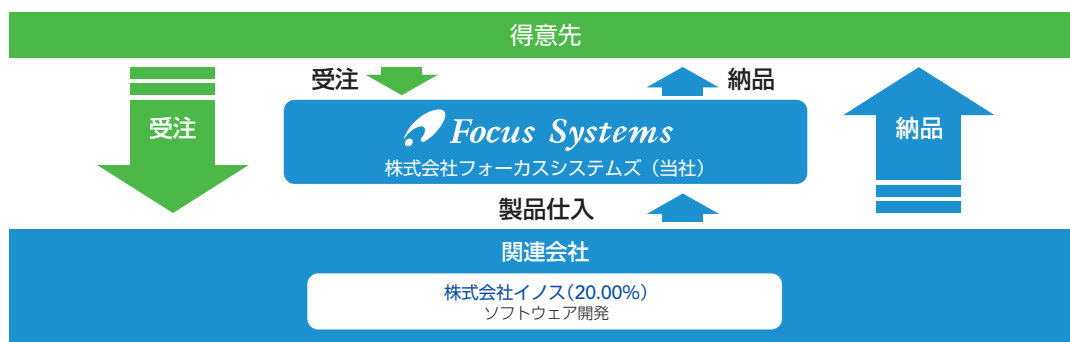 得意先
受注
納品
受注
Focus Systems
株式会社フォーカスシステムズ（当社）
納品
製品仕入
関連会社
株式会社イノス（20.00%）
ソフトウェア開発